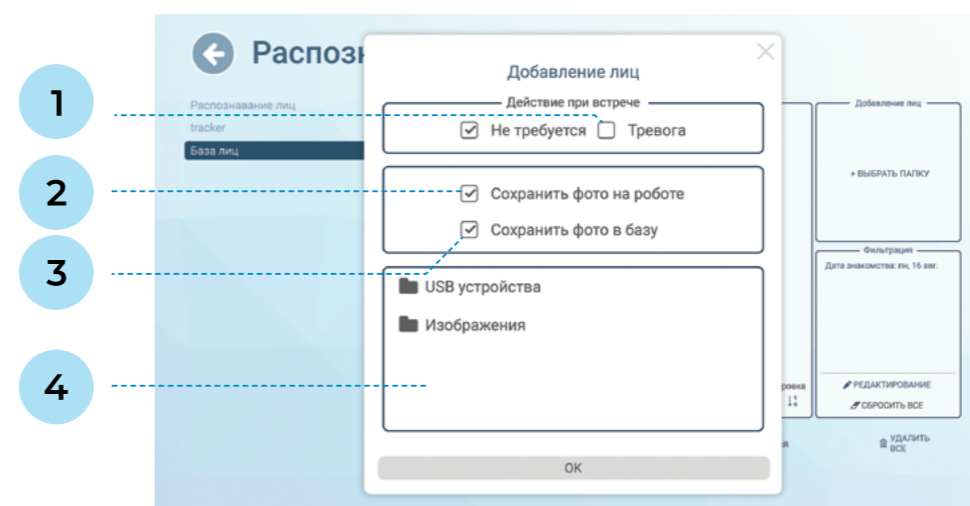 Распозн
Распознавание лиц
tracker
База лиц
1
2
3
4
Добавление лиц
Действие при встрече
Не требуется Тревога
Сохранить фото на роботе
Сохранить фото в базу
USB устройства
Изображения
OK
Добавление лиц
+ ВЫБРАТЬ ПАПКУ
Фильтрация
Дата знакомства: пн, 16 авг.
РЕДАКТИРОВАНИЕ
СБРОСИТЬ ВСЕ
УДАЛИТЬ
ВСЕ